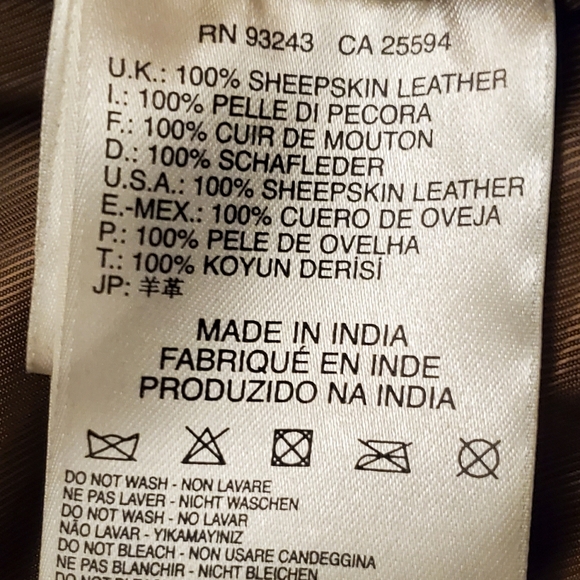 RN 93243 CA 25594
U.K.: 100% SHEEPSKIN LEATHER
I.: 100% PELLE DI PECORA
F.: 100% CUIR DE MOUTON
D.: 100% SCHAFLEDER
U.S.A.: 100% SHEEPSKIN LEATHER
E.-MEX.: 100% CUERO DE OVEJA
P.: 100% PELE DE OVELHA
T.: 100% KOYUN DERİSİ
JP: 羊革
MADE IN INDIA
FABRIQUÉ EN INDE
PRODUZIDO NA INDIA
DO NOT WASH - NON LAVARE
NE PAS LAVER - NICHT WASCHEN
DO NOT WASH - NO LAVAR
NÃO LAVAR - YIKAMAYINIZ
DO NOT BLEACH - NON USARE CANDEGGINA
NE PAS BLANCHIR - NICHT BLEICHEN